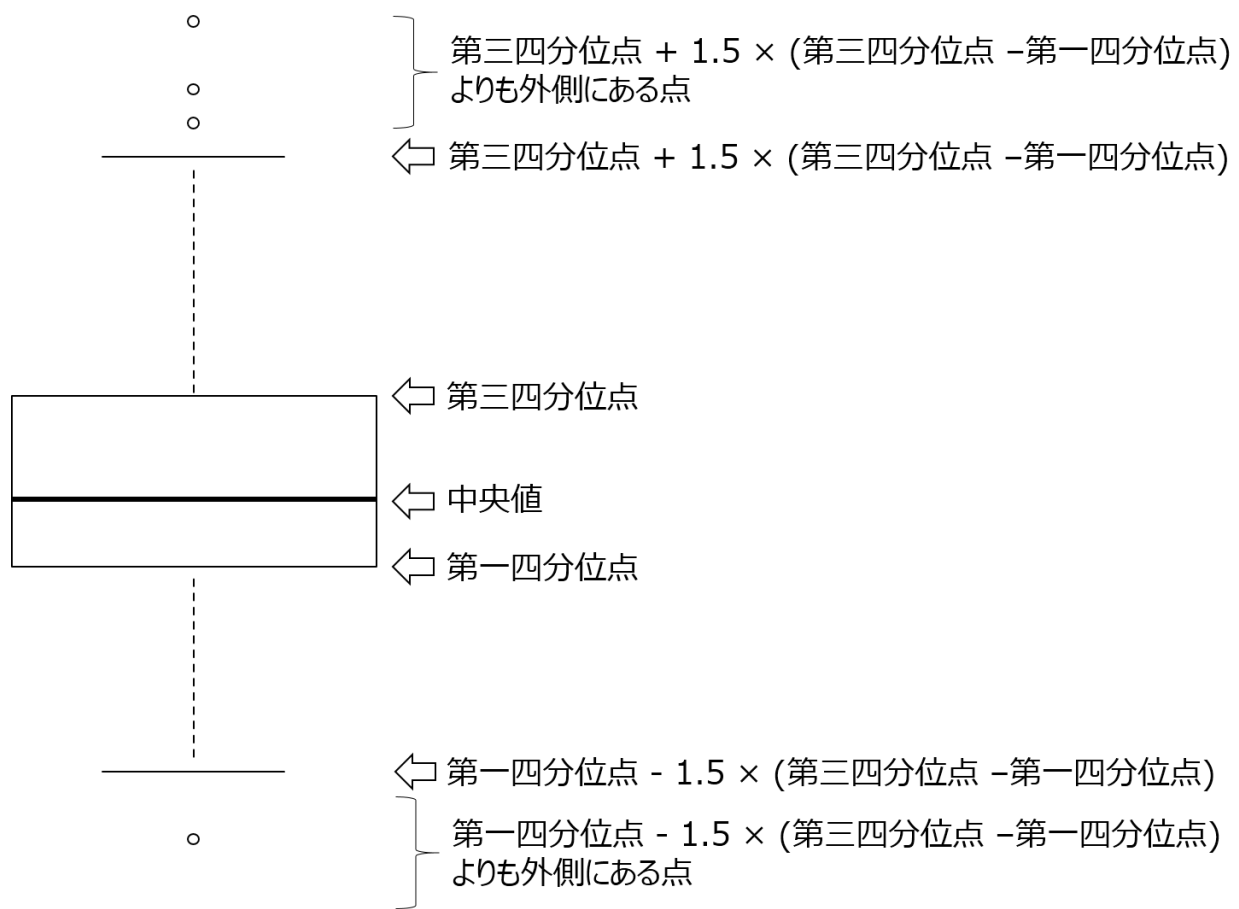 第三四分位点 + 1.5 × (第三四分位点 –第一四分位点)
よりも外側にある点
第三四分位点 + 1.5 × (第三四分位点 –第一四分位点)
第三四分位点
中央値
第一四分位点
第一四分位点 - 1.5 × (第三四分位点 –第一四分位点)
第一四分位点 - 1.5 × (第三四分位点 –第一四分位点)
よりも外側にある点